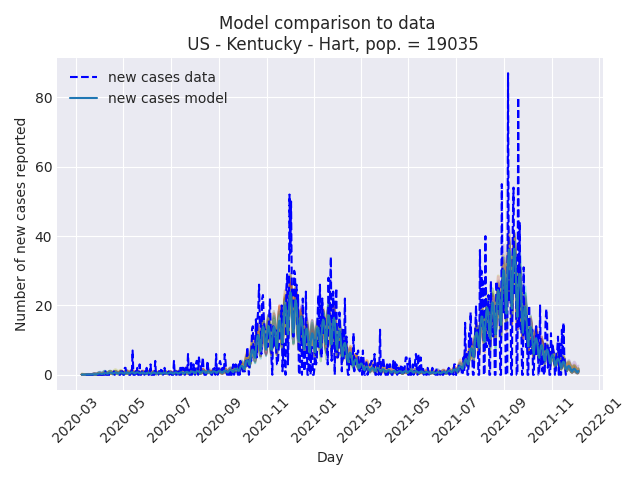 Model comparison to data
US - Kentucky - Hart, pop. = 19035
new cases data
new cases model
Number of new cases reported
80
60
40
20
0
2020-03
2020-05
2020-07
2020-09
2020-11
2021-01
2021-03
2021-05
2021-07
2021-09
2021-11
2022-01
Day